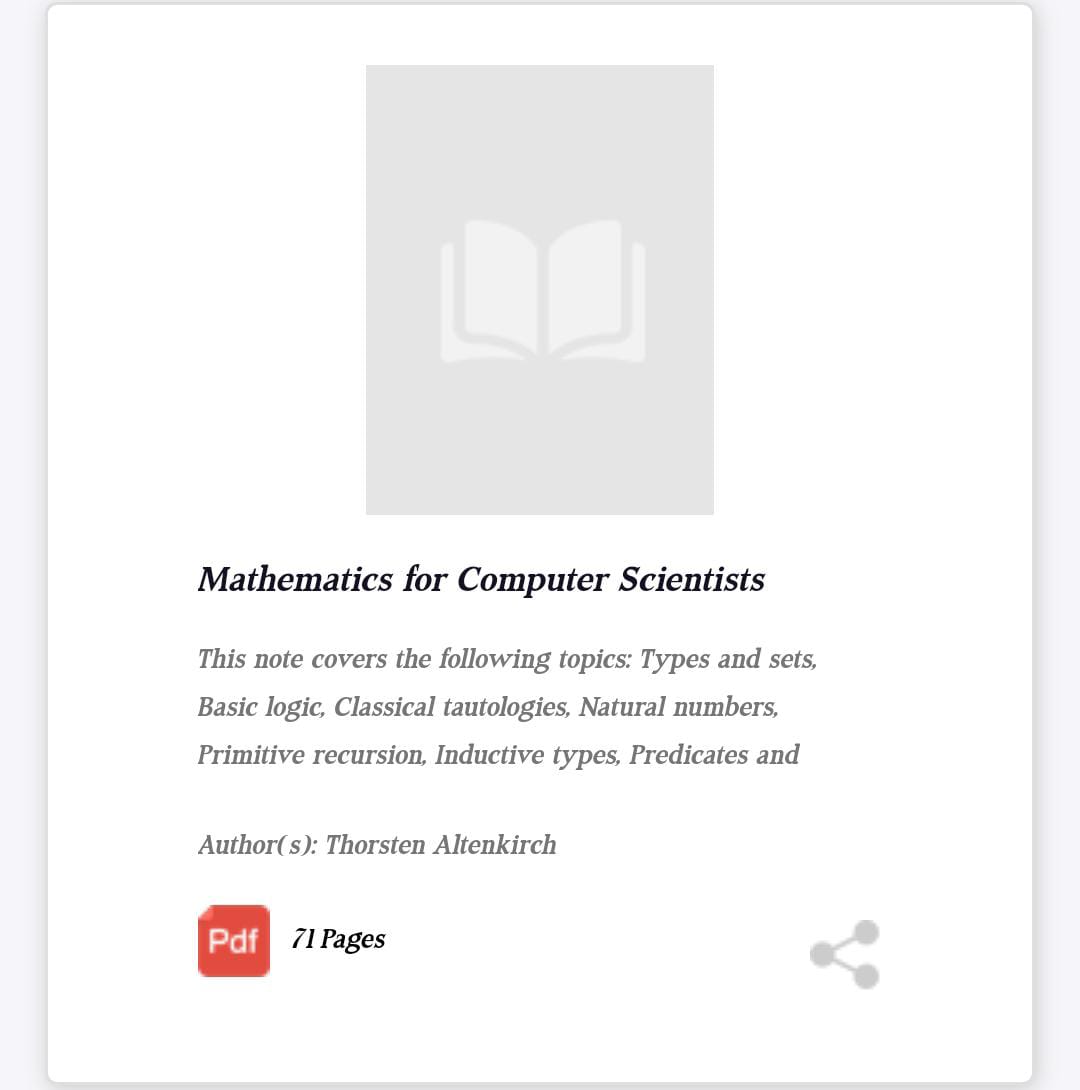 Mathematics for Computer Scientists
This note covers the following topics: Types and sets,
Basic logic, Classical tautologies, Natural numbers,
Primitive recursion, Inductive types, Predicates and
Author(s): Thorsten Altenkirch
Pdf 71 Pages